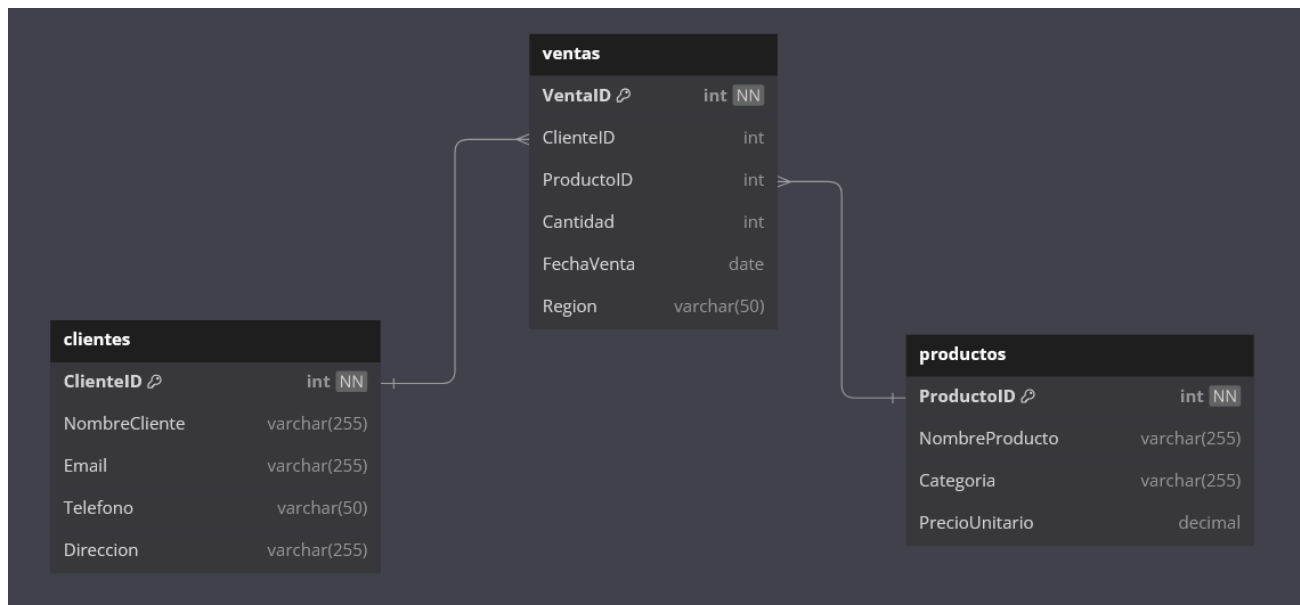 ventas
VentaID int NN
ClienteID int
ProductoID int
Cantidad int
FechaVenta date
Region varchar(50)
clientes
ClienteID int NN
NombreCliente varchar(255)
Email varchar(255)
Telefono varchar(50)
Direccion varchar(255)
productos
ProductoID int NN
NombreProducto varchar(255)
Categoria varchar(255)
PrecioUnitario decimal